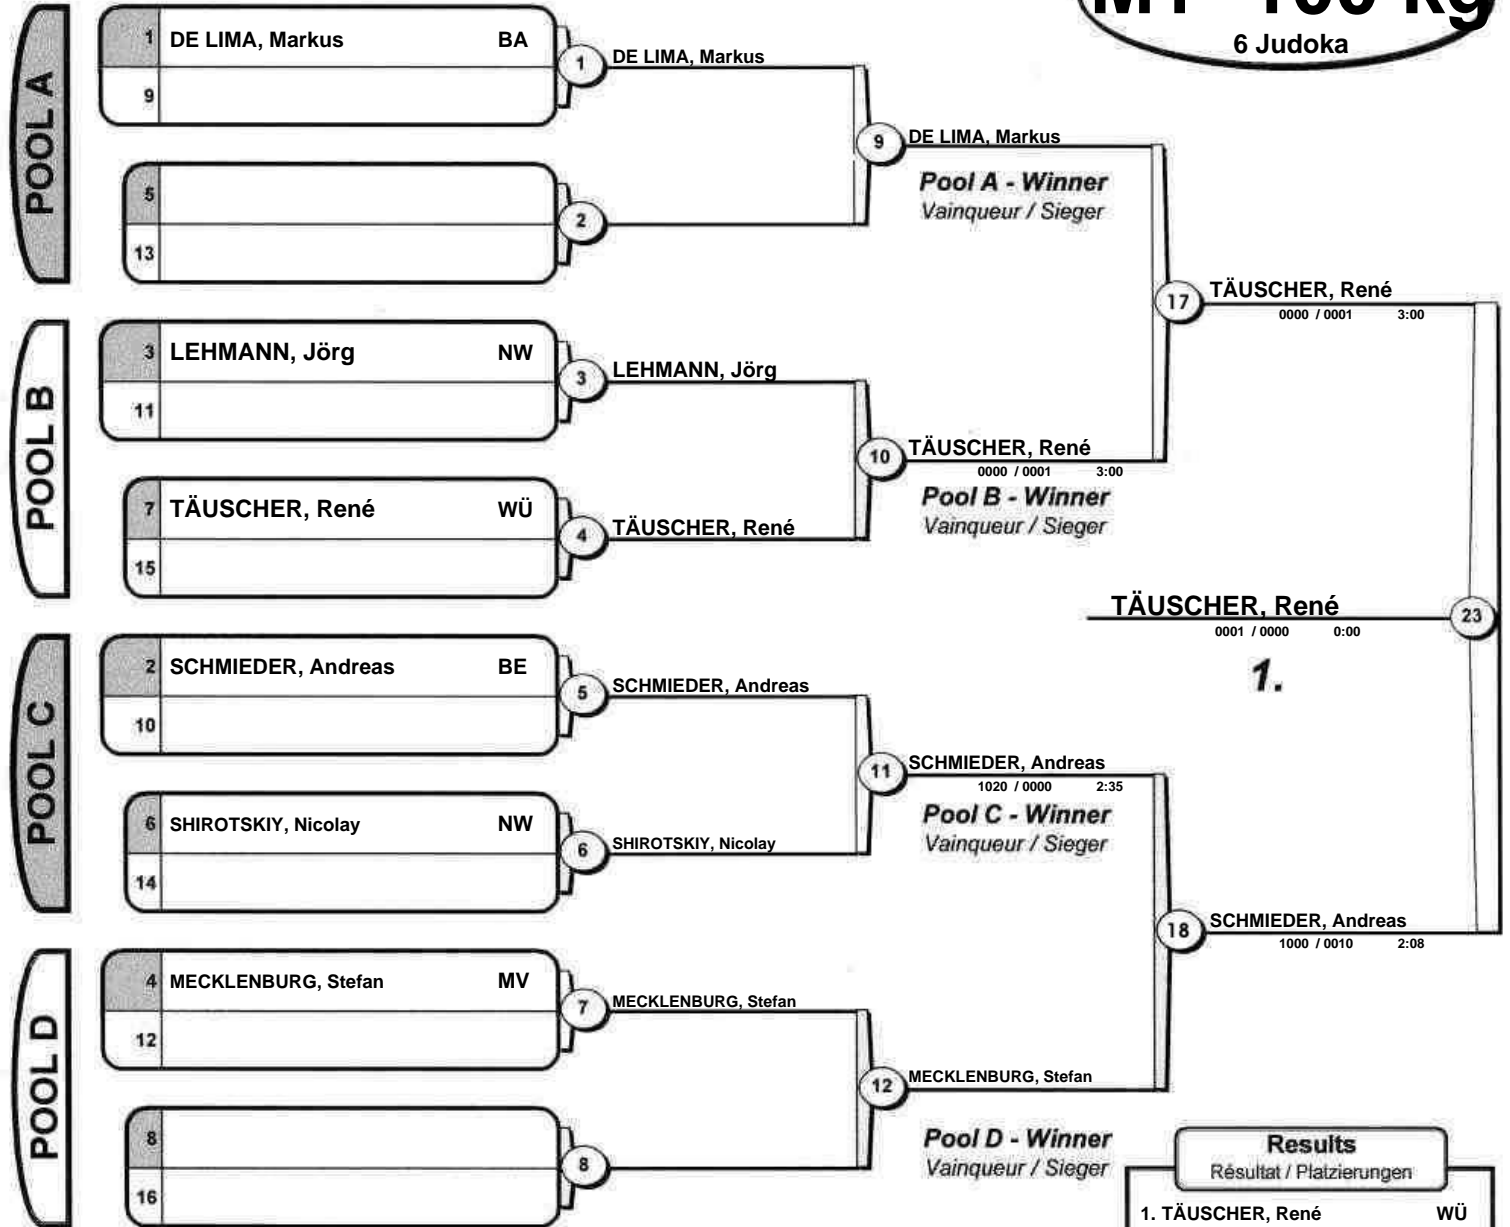 M1 -100 kg
6 Judoka
POOL A
1 DE LIMA, Markus BA
9
1 DE LIMA, Markus
5
13
2
9 DE LIMA, Markus
Pool A - Winner
Vainqueur / Sieger
POOL B
3 LEHMANN, Jörg NW
11
3 LEHMANN, Jörg
7 TÄUSCHER, René WÜ
15
4 TÄUSCHER, René
10 TÄUSCHER, René
0000 / 0001 3:00
Pool B - Winner
Vainqueur / Sieger
17 TÄUSCHER, René
0000 / 0001 3:00
TÄUSCHER, René 23
0001 / 0000 0:00
1.
POOL C
2 SCHMIEDER, Andreas BE
10
5 SCHMIEDER, Andreas
6 SHIROTSKIY, Nicolay NW
14
6 SHIROTSKIY, Nicolay
11 SCHMIEDER, Andreas
1020 / 0000 2:35
Pool C - Winner
Vainqueur / Sieger
18 SCHMIEDER, Andreas
1000 / 0010 2:08
POOL D
4 MECKLENBURG, Stefan MV
12
7 MECKLENBURG, Stefan
8
16
8
12 MECKLENBURG, Stefan
Pool D - Winner
Vainqueur / Sieger
Results
Résultat / Platzierungen
1. TÄUSCHER, René WÜ